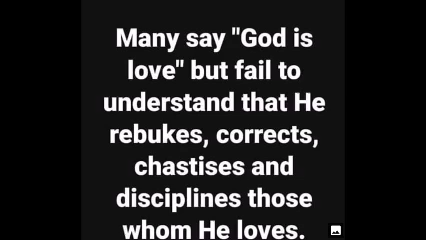 Many say "God is
love" but fail to
understand that He
rebukes, corrects,
chastises and
disciplines those
whom He loves.